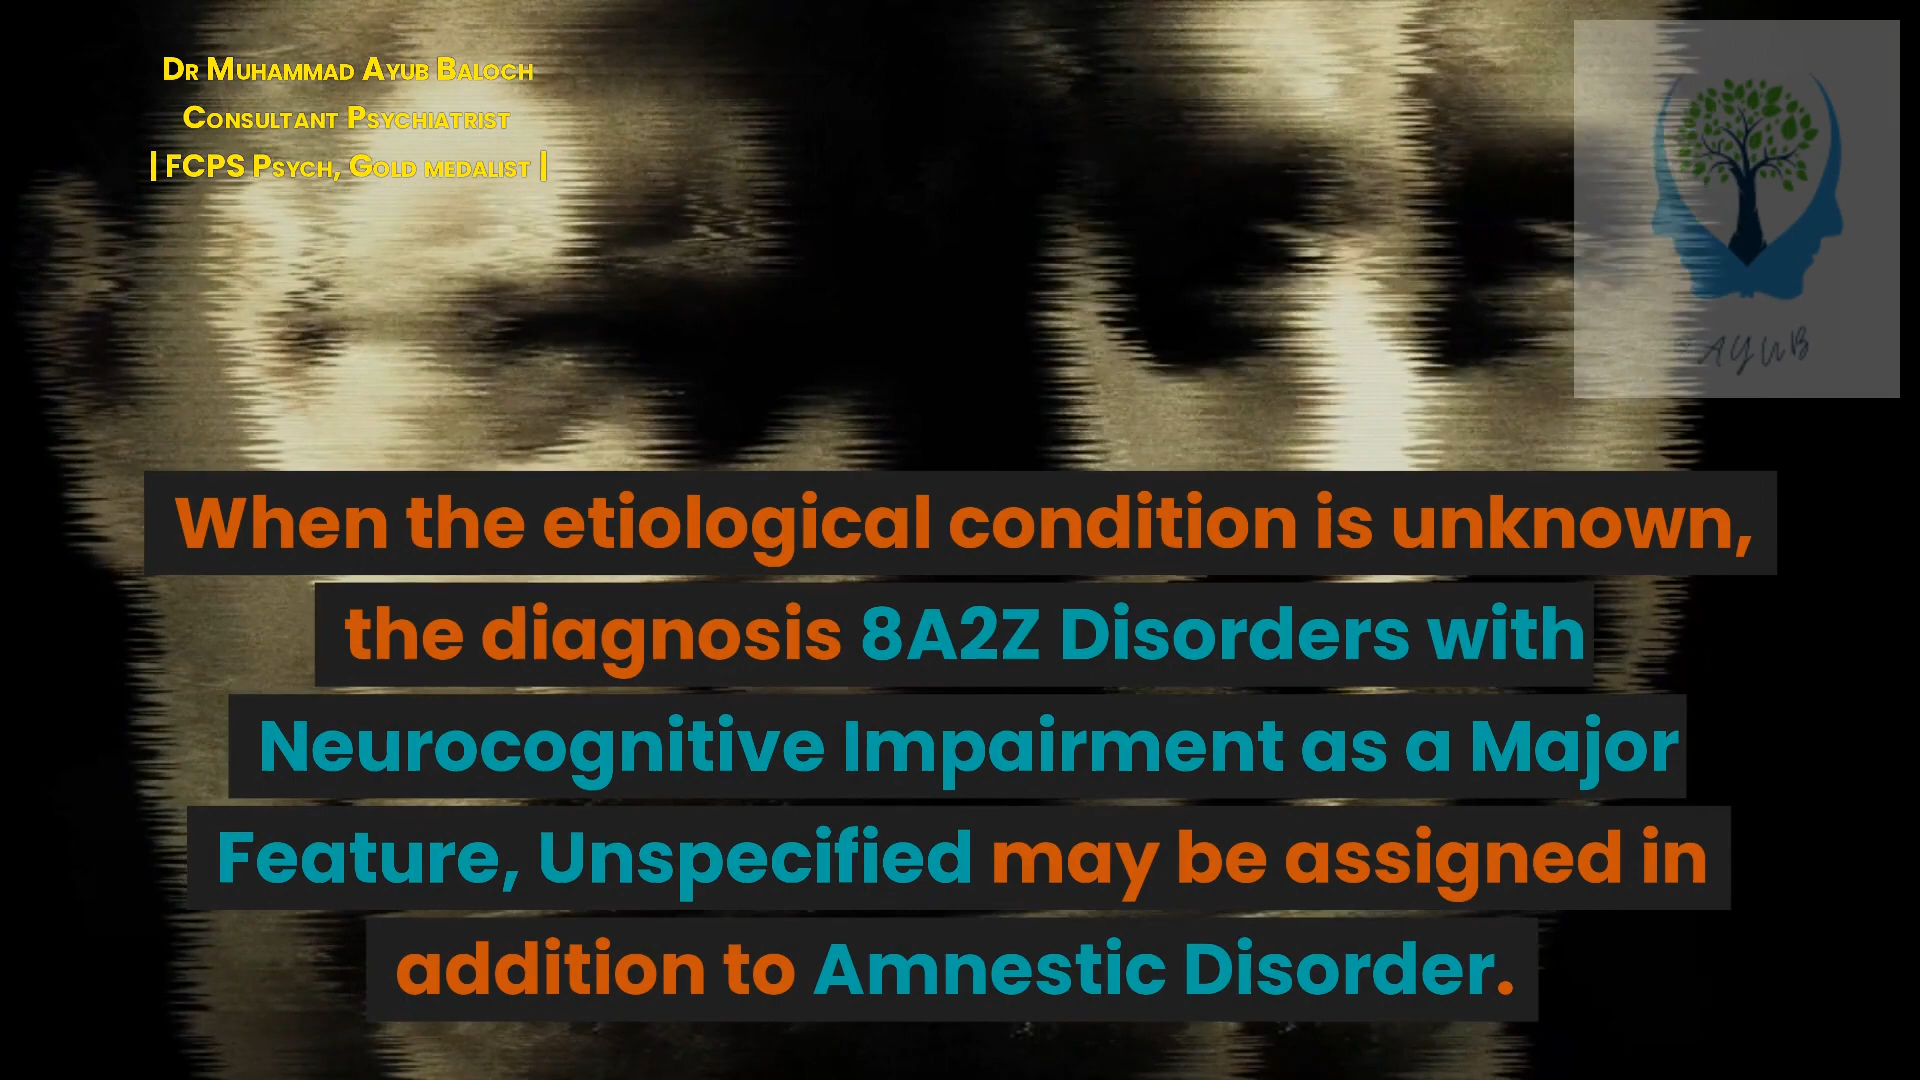 Dr Muhammad Ayub Baloch
Consultant Psychiatrist
| FCPS Psych, Gold medalist |
AYUB
When the etiological condition is unknown,
the diagnosis 8A2Z Disorders with
Neurocognitive Impairment as a Major
Feature, Unspecified may be assigned in
addition to Amnestic Disorder.